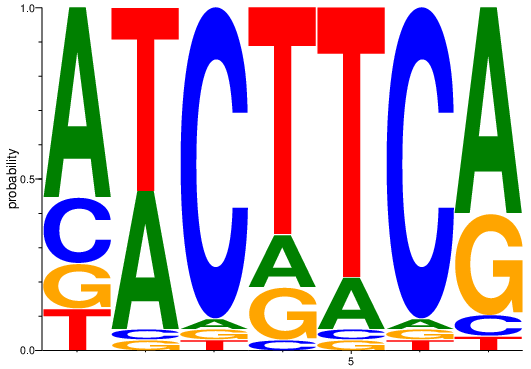 1.0
probability
0.5
0.0
5
A T C T T C A
C A A A A A G
G C G G C G C
T G T C G T T